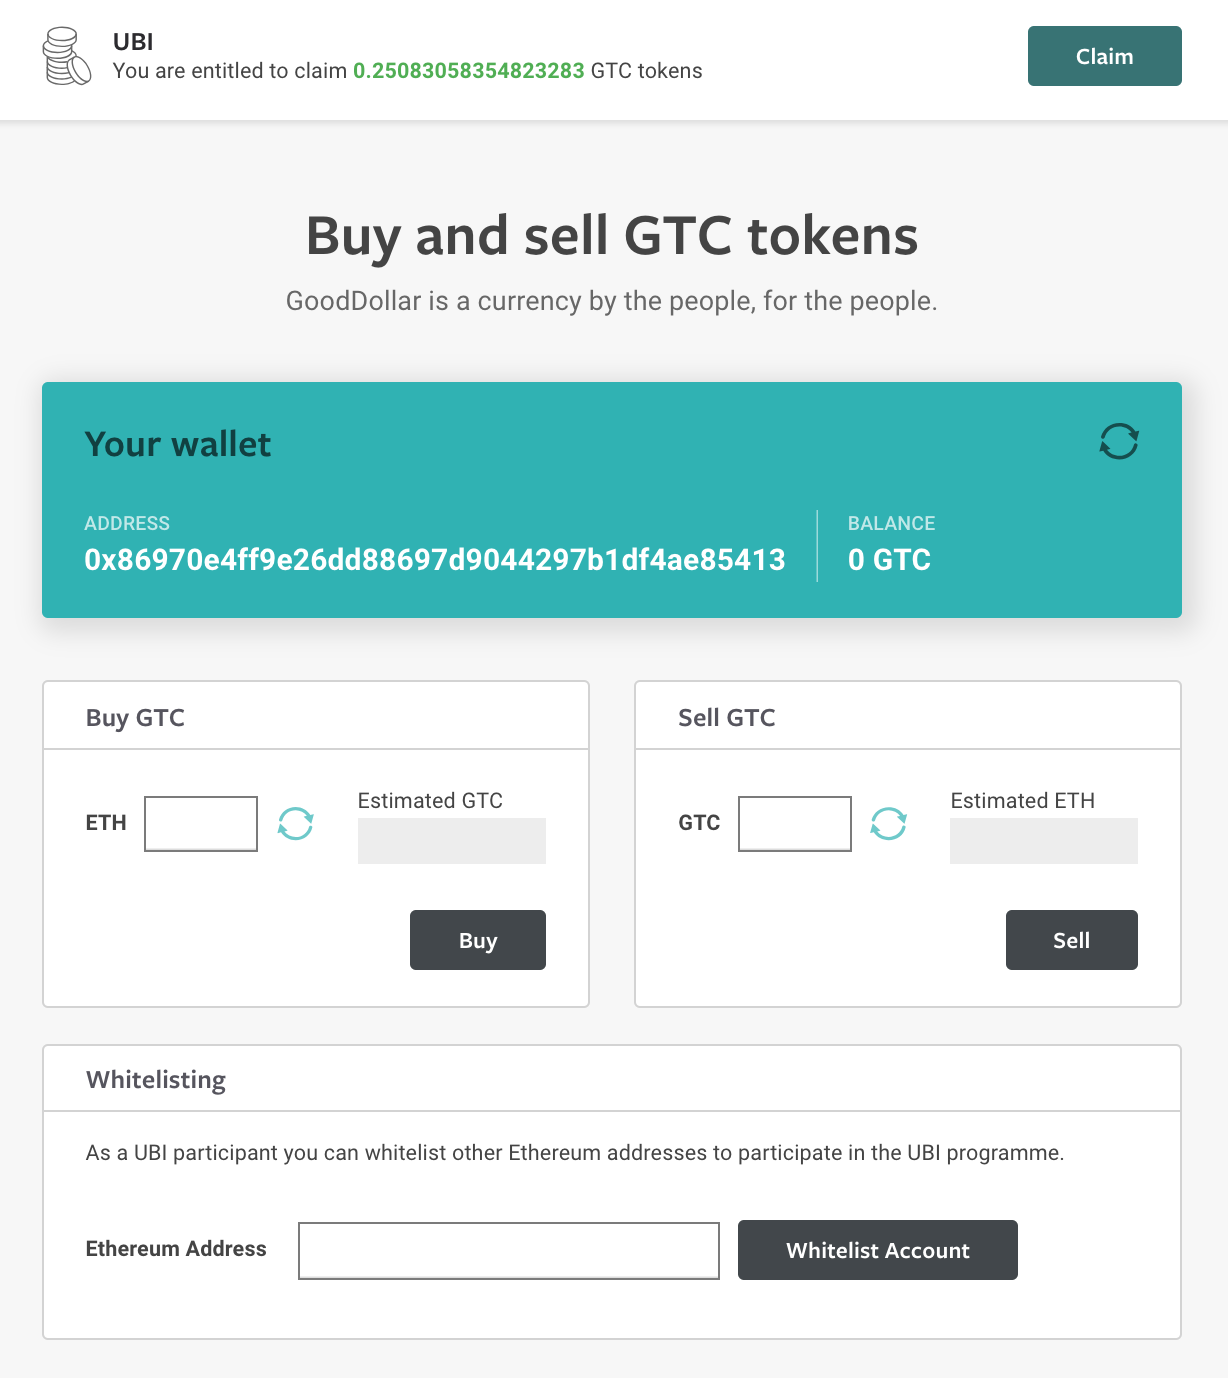 UBI
You are entitled to claim 0.25083058354823283 GTC tokens
Claim
Buy and sell GTC tokens
GoodDollar is a currency by the people, for the people.
Your wallet
ADDRESS
0x86970e4ff9e26dd88697d9044297b1df4ae85413
BALANCE
0 GTC
Buy GTC
ETH
Estimated GTC
Buy
Sell GTC
GTC
Estimated ETH
Sell
Whitelisting
As a UBI participant you can whitelist other Ethereum addresses to participate in the UBI programme.
Ethereum Address
Whitelist Account